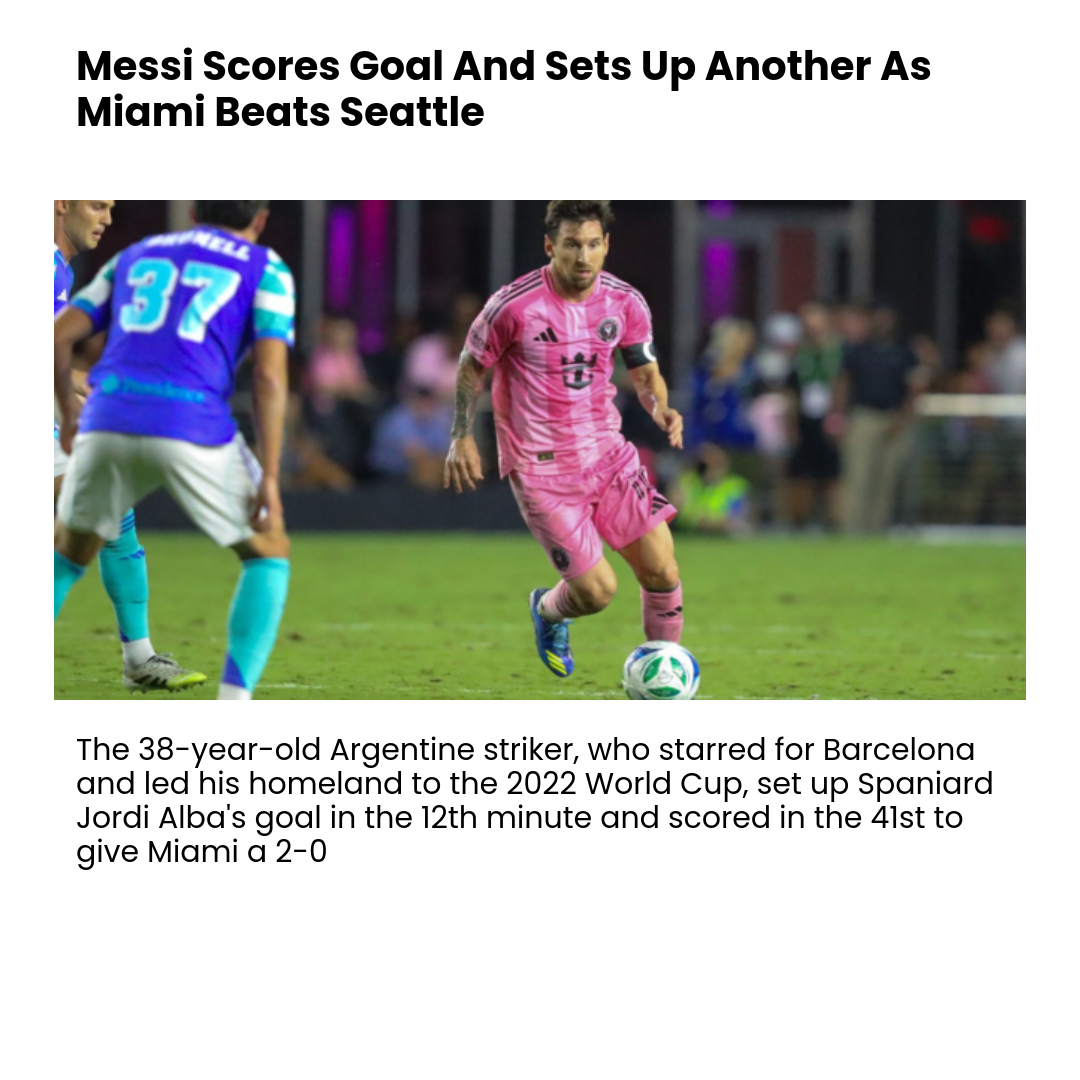 Messi Scores Goal And Sets Up Another As
Miami Beats Seattle
37
Providence
The 38-year-old Argentine striker, who starred for Barcelona
and led his homeland to the 2022 World Cup, set up Spaniard
Jordi Alba's goal in the 12th minute and scored in the 41st to
give Miami a 2-0